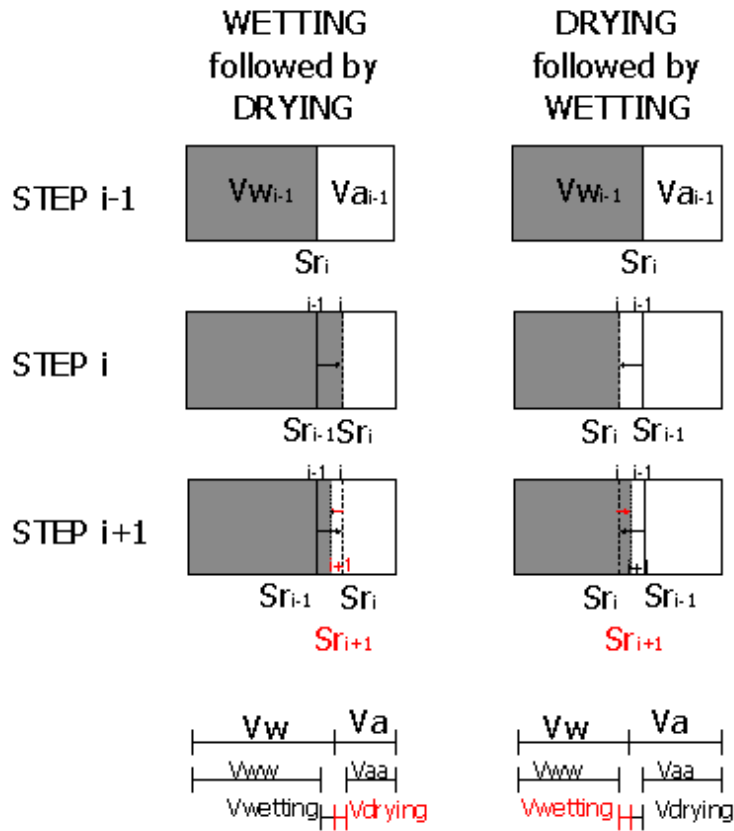 WETTING followed by DRYING
DRYING followed by WETTING
STEP i-1
Vwi-1 Vai-1
Vwi-1 Vai-1
Sri
Sri
STEP i
i-1 i
i i-1
Sri-1 Sri
Sri Sri-1
STEP i+1
i-1 i
i i-1
i+1
i+1
Sri-1 Sri
Sri Sri-1
Sri+1
Sri+1
Vw Va
Vw Va
Vww Vaa
Vww Vaa
Vwetting Vdrying
Vwetting Vdrying